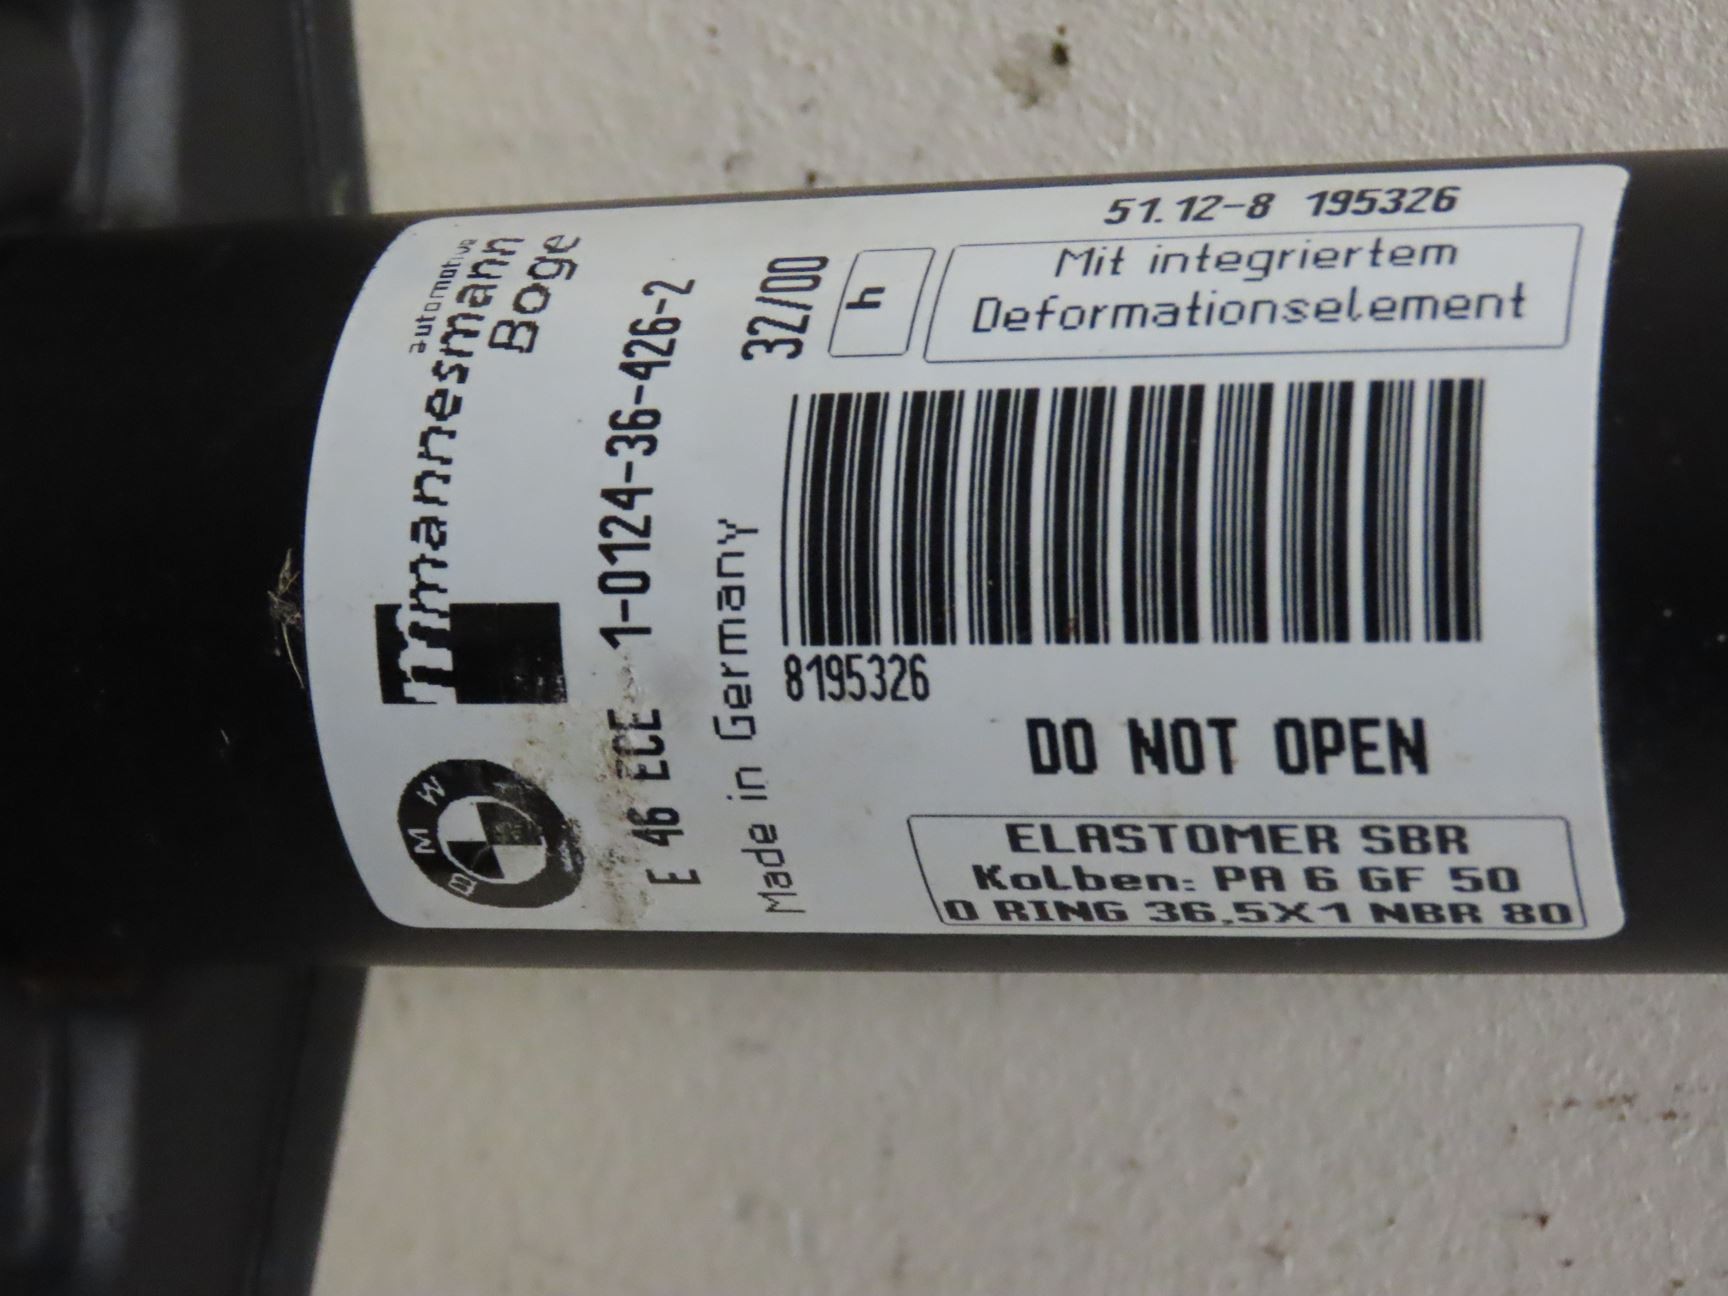 BMW
mannesmann
automotive
Boge
E 46 ECE 1-0124-36-426-2
Made in Germany
32/00
h
51.12-8 195326
Mit integriertem
Deformationselement
8195326
DO NOT OPEN
ELASTOMER SBR
Kolben: PA 6 GF 50
O RING 36,5X1 NBR 80